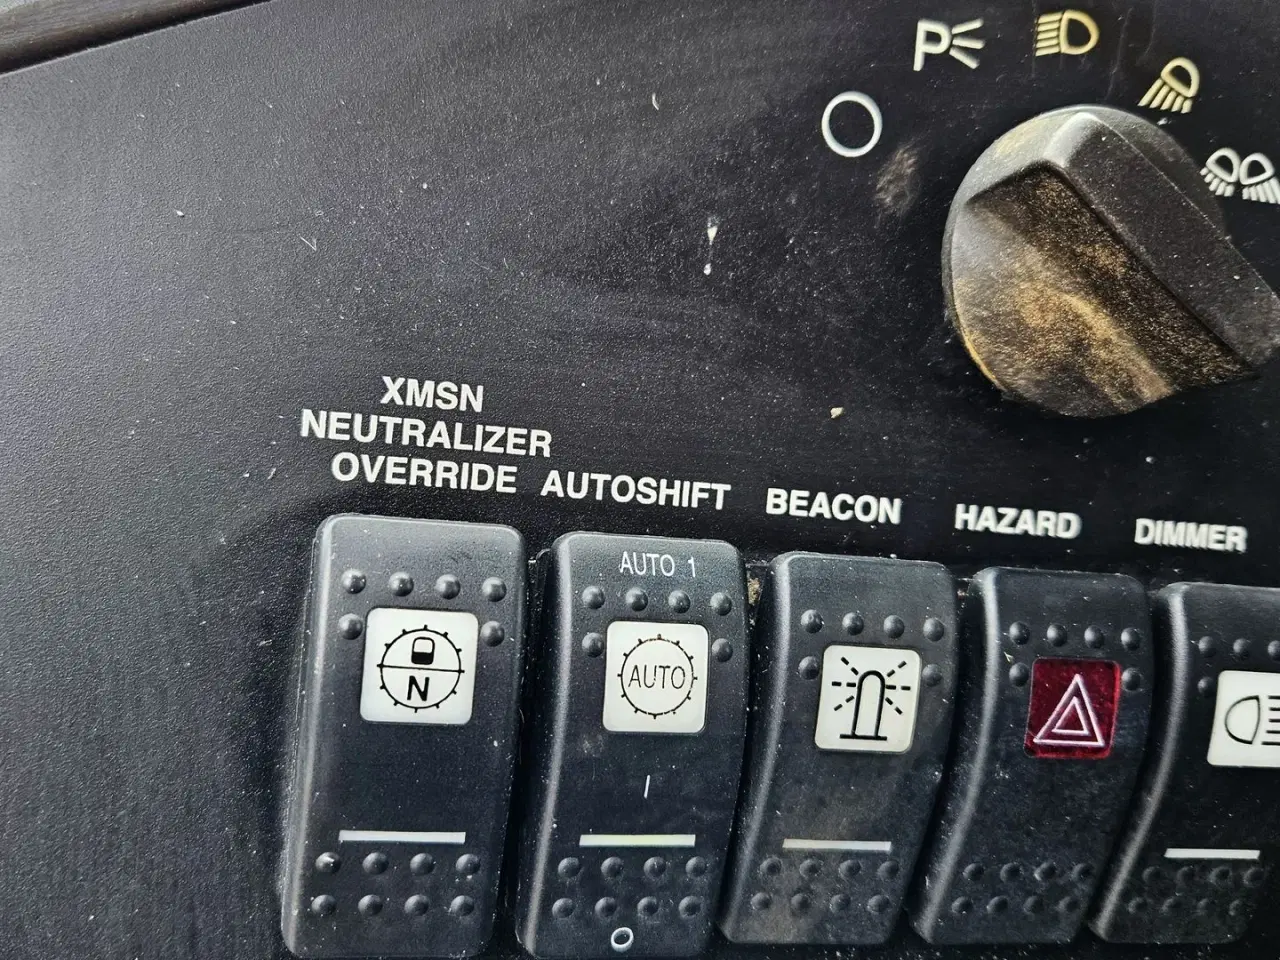 P
XMSN
NEUTRALIZER
OVERRIDE
AUTOSHIFT
BEACON
HAZARD
DIMMER
AUTO 1
N
AUTO
I
O